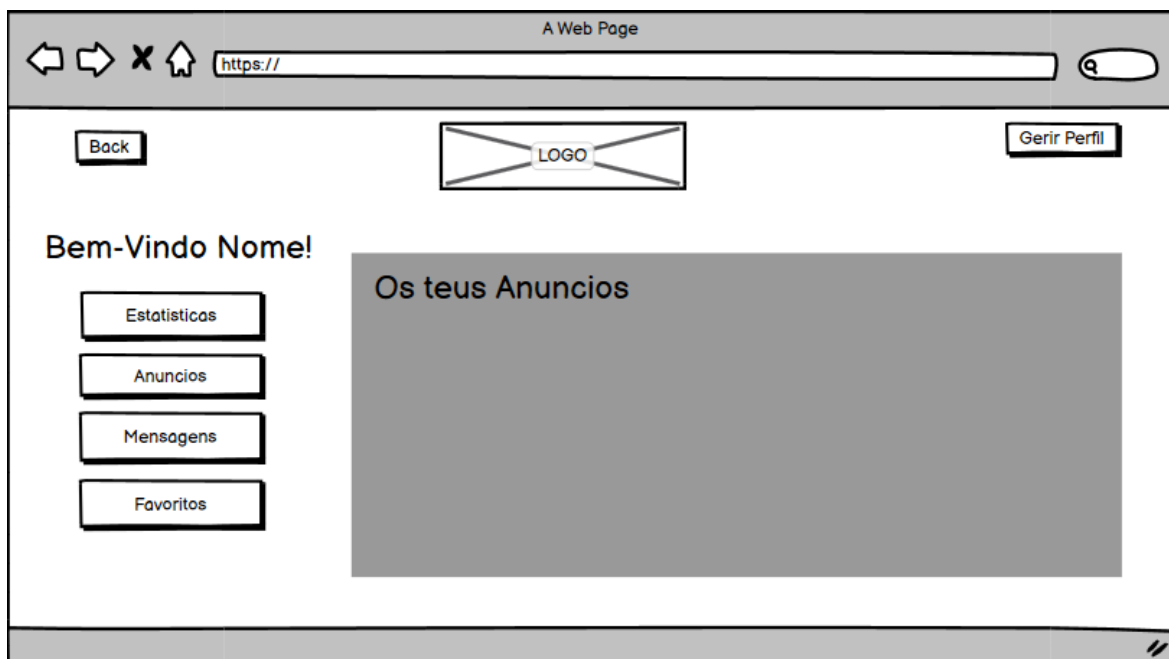 A Web Page
https://
Back
LOGO
Gerir Perfil
Bem-Vindo Nome!
Os teus Anuncios
Estatisticas
Anuncios
Mensagens
Favoritos